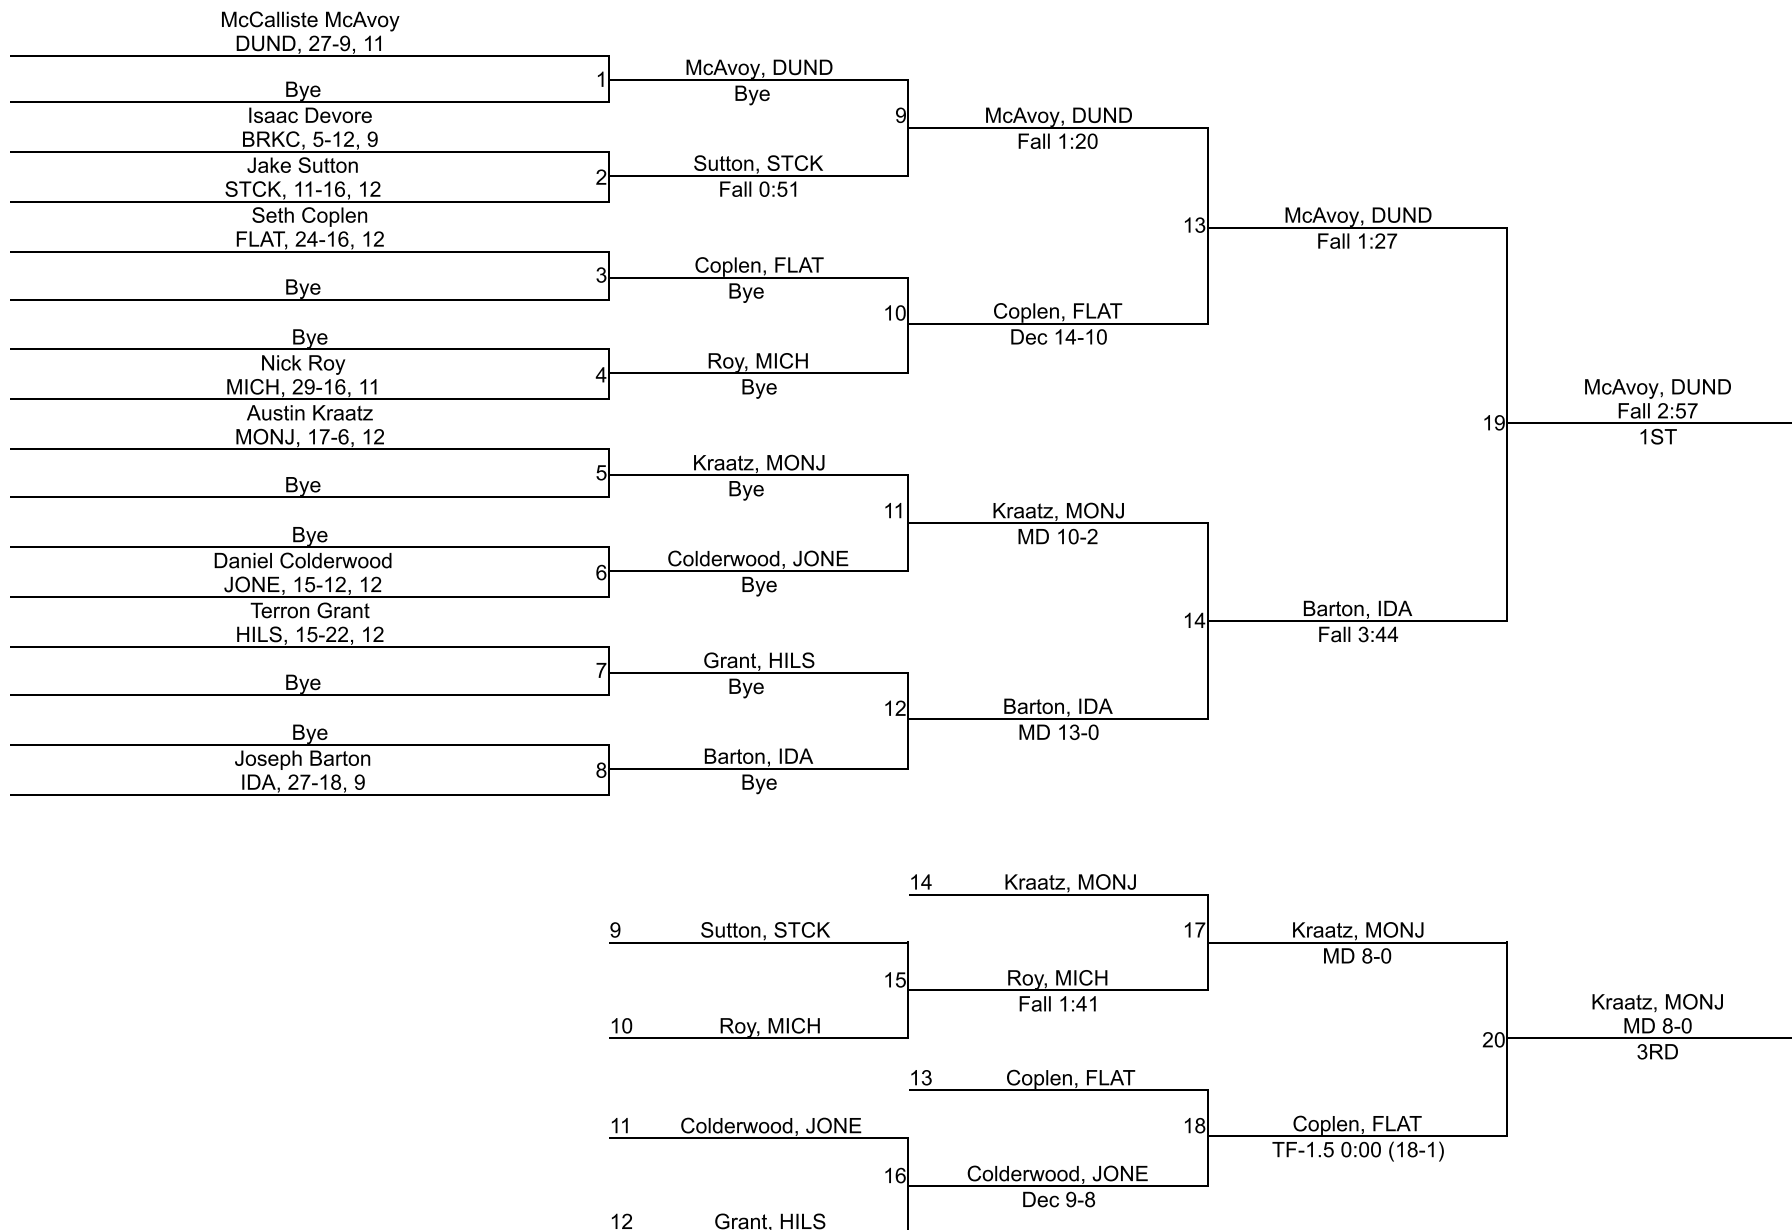 McCalliste McAvoy
DUND, 27-9, 11
Bye
1
Isaac Devore
BRKC, 5-12, 9
Jake Sutton
STCK, 11-16, 12
2
Seth Coplen
FLAT, 24-16, 12
Bye
3
Bye
Nick Roy
MICH, 29-16, 11
4
Austin Kraatz
MONJ, 17-6, 12
Bye
5
Bye
Daniel Colderwood
JONE, 15-12, 12
6
Terron Grant
HILS, 15-22, 12
Bye
7
Bye
Joseph Barton
IDA, 27-18, 9
8
McAvoy, DUND
Bye
9
Sutton, STCK
Fall 0:51
Coplen, FLAT
Bye
10
Roy, MICH
Bye
Kraatz, MONJ
Bye
11
Colderwood, JONE
Bye
Grant, HILS
Bye
12
Barton, IDA
Bye
McAvoy, DUND
Fall 1:20
13
Coplen, FLAT
Dec 14-10
Kraatz, MONJ
MD 10-2
14
Barton, IDA
MD 13-0
McAvoy, DUND
Fall 1:27
19
Barton, IDA
Fall 3:44
McAvoy, DUND
Fall 2:57
1ST
14 Kraatz, MONJ
9 Sutton, STCK
17
15
Roy, MICH
Fall 1:41
10 Roy, MICH
Kraatz, MONJ
MD 8-0
13 Coplen, FLAT
11 Colderwood, JONE
18
16
Colderwood, JONE
Dec 9-8
12 Grant, HILS
Coplen, FLAT
TF-1.5 0:00 (18-1)
20
Kraatz, MONJ
MD 8-0
3RD